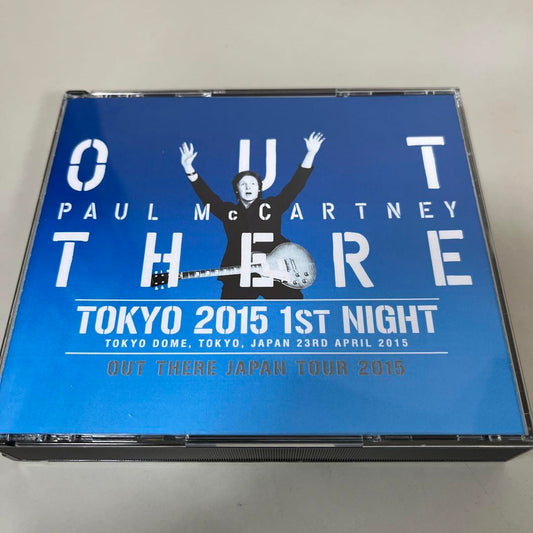 OUT
PAUL McCARTNEY
THERE
TOKYO 2015 1ST NIGHT
TOKYO DOME, TOKYO, JAPAN 23RD APRIL 2015
OUT THERE JAPAN TOUR 2015